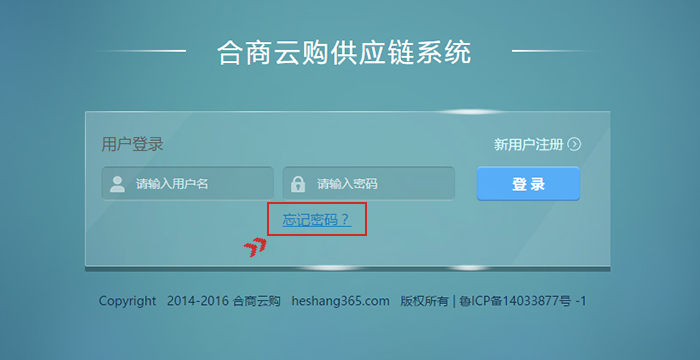 合商云购供应链系统
用户登录 新用户注册
请输入用户名 请输入密码 登录
忘记密码？
Copyright 2014-2016 合商云购 heshang365.com 版权所有 | 鲁ICP备14033877号 -1